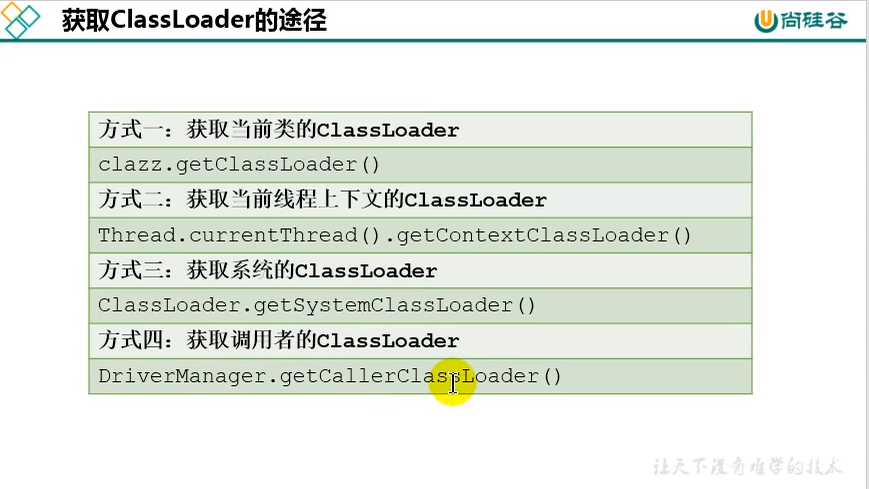 获取ClassLoader的途径
尚硅谷
方式一：获取当前类的ClassLoader
clazz.getClassLoader()
方式二：获取当前线程上下文的ClassLoader
Thread.currentThread().getContextClassLoader()
方式三：获取系统的ClassLoader
ClassLoader.getSystemClassLoader()
方式四：获取调用者的ClassLoader
DriverManager.getCallerClassLoader()
让天下没有难学的技术